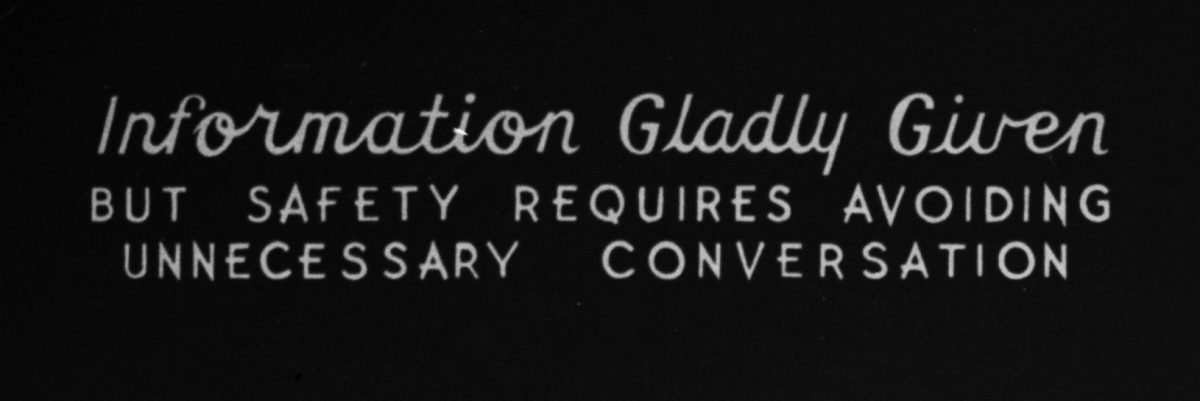 Information Gladly Given
BUT SAFETY REQUIRES AVOIDING
UNNECESSARY CONVERSATION